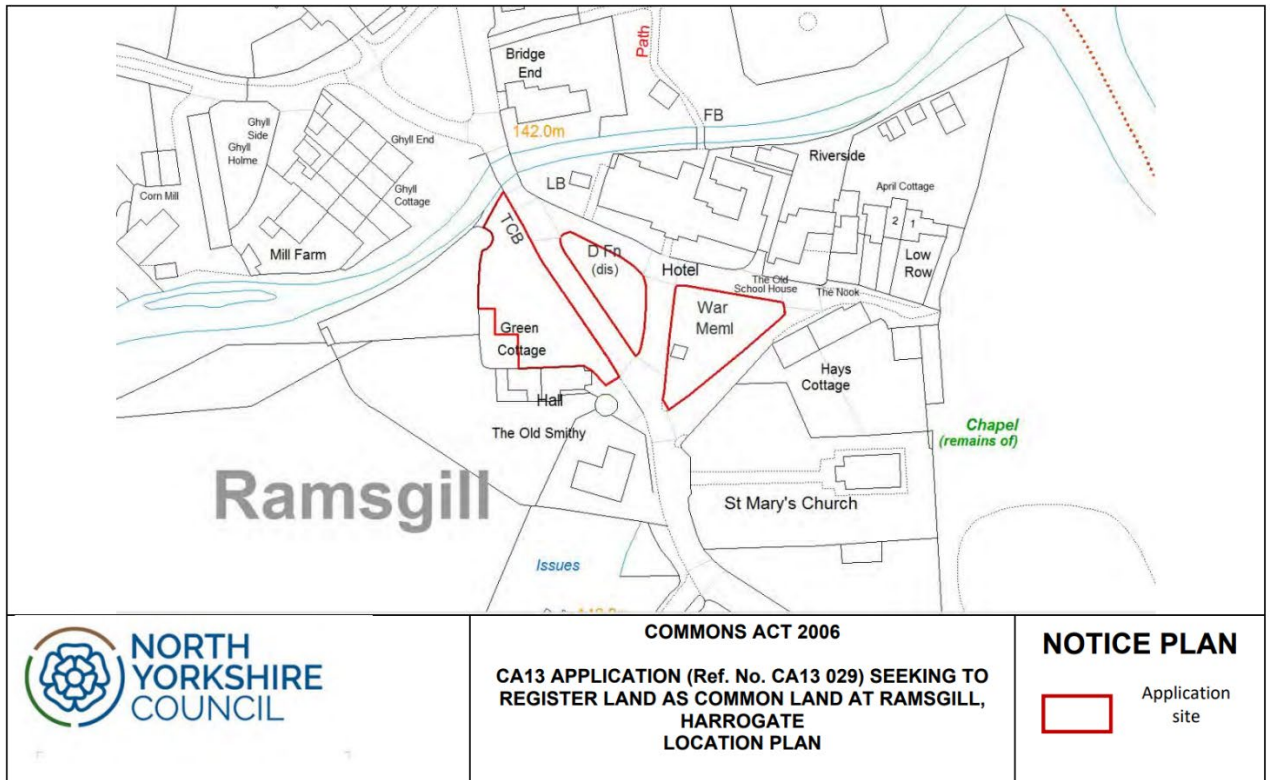 Bridge
End
Path
FB
142.0m
Ghyll
Side
Ghyll
Holme
Ghyll End
Ghyll
Cottage
Corn Mill
Mill Farm
LB
Riverside
April Cottage
2 1
Low
Row
TCB
D Fn
(dis)
Hotel
The Old
School House
The Nook
War
Meml
Green
Cottage
Hays
Cottage
Hall
The Old Smithy
Chapel
(remains of)
Ramsgill
St Mary's Church
Issues
NORTH
YORKSHIRE
COUNCIL
COMMONS ACT 2006
CA13 APPLICATION (Ref. No. CA13 029) SEEKING TO
REGISTER LAND AS COMMON LAND AT RAMSGILL,
HARROGATE
LOCATION PLAN
NOTICE PLAN
Application
site